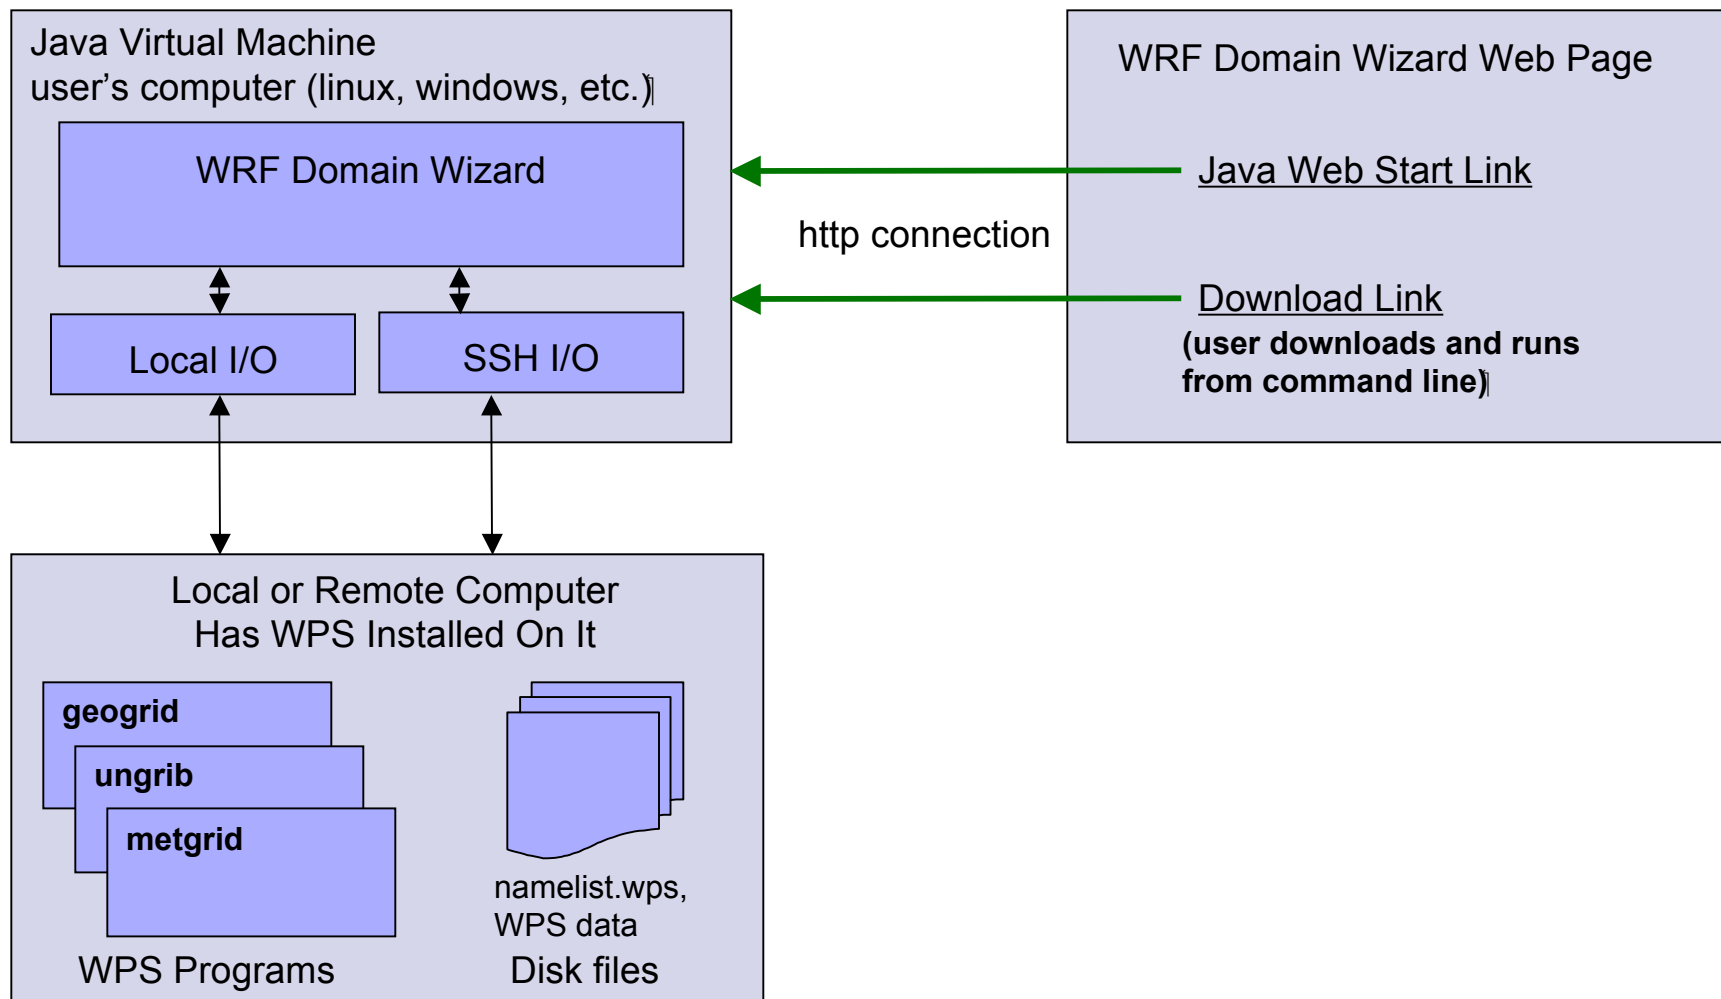 Java Virtual Machine
user’s computer (linux, windows, etc.)
WRF Domain Wizard
Local I/O
SSH I/O
http connection
WRF Domain Wizard Web Page
Java Web Start Link
Download Link
(user downloads and runs
from command line)
Local or Remote Computer
Has WPS Installed On It
geogrid
ungrib
metgrid
WPS Programs
namelist.wps,
WPS data
Disk files